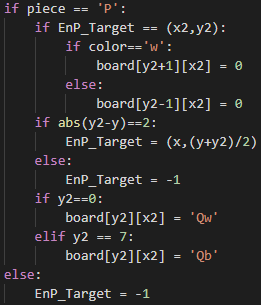 if piece == 'P':
    if EnP_Target == (x2,y2):
        if color=='w':
            board[y2+1][x2] = 0
        else:
            board[y2-1][x2] = 0
    if abs(y2-y)==2:
        EnP_Target = (x,(y+y2)/2)
    else:
        EnP_Target = -1
    if y2==0:
        board[y2][x2] = 'Qw'
    elif y2 == 7:
        board[y2][x2] = 'Qb'
else:
    EnP_Target = -1